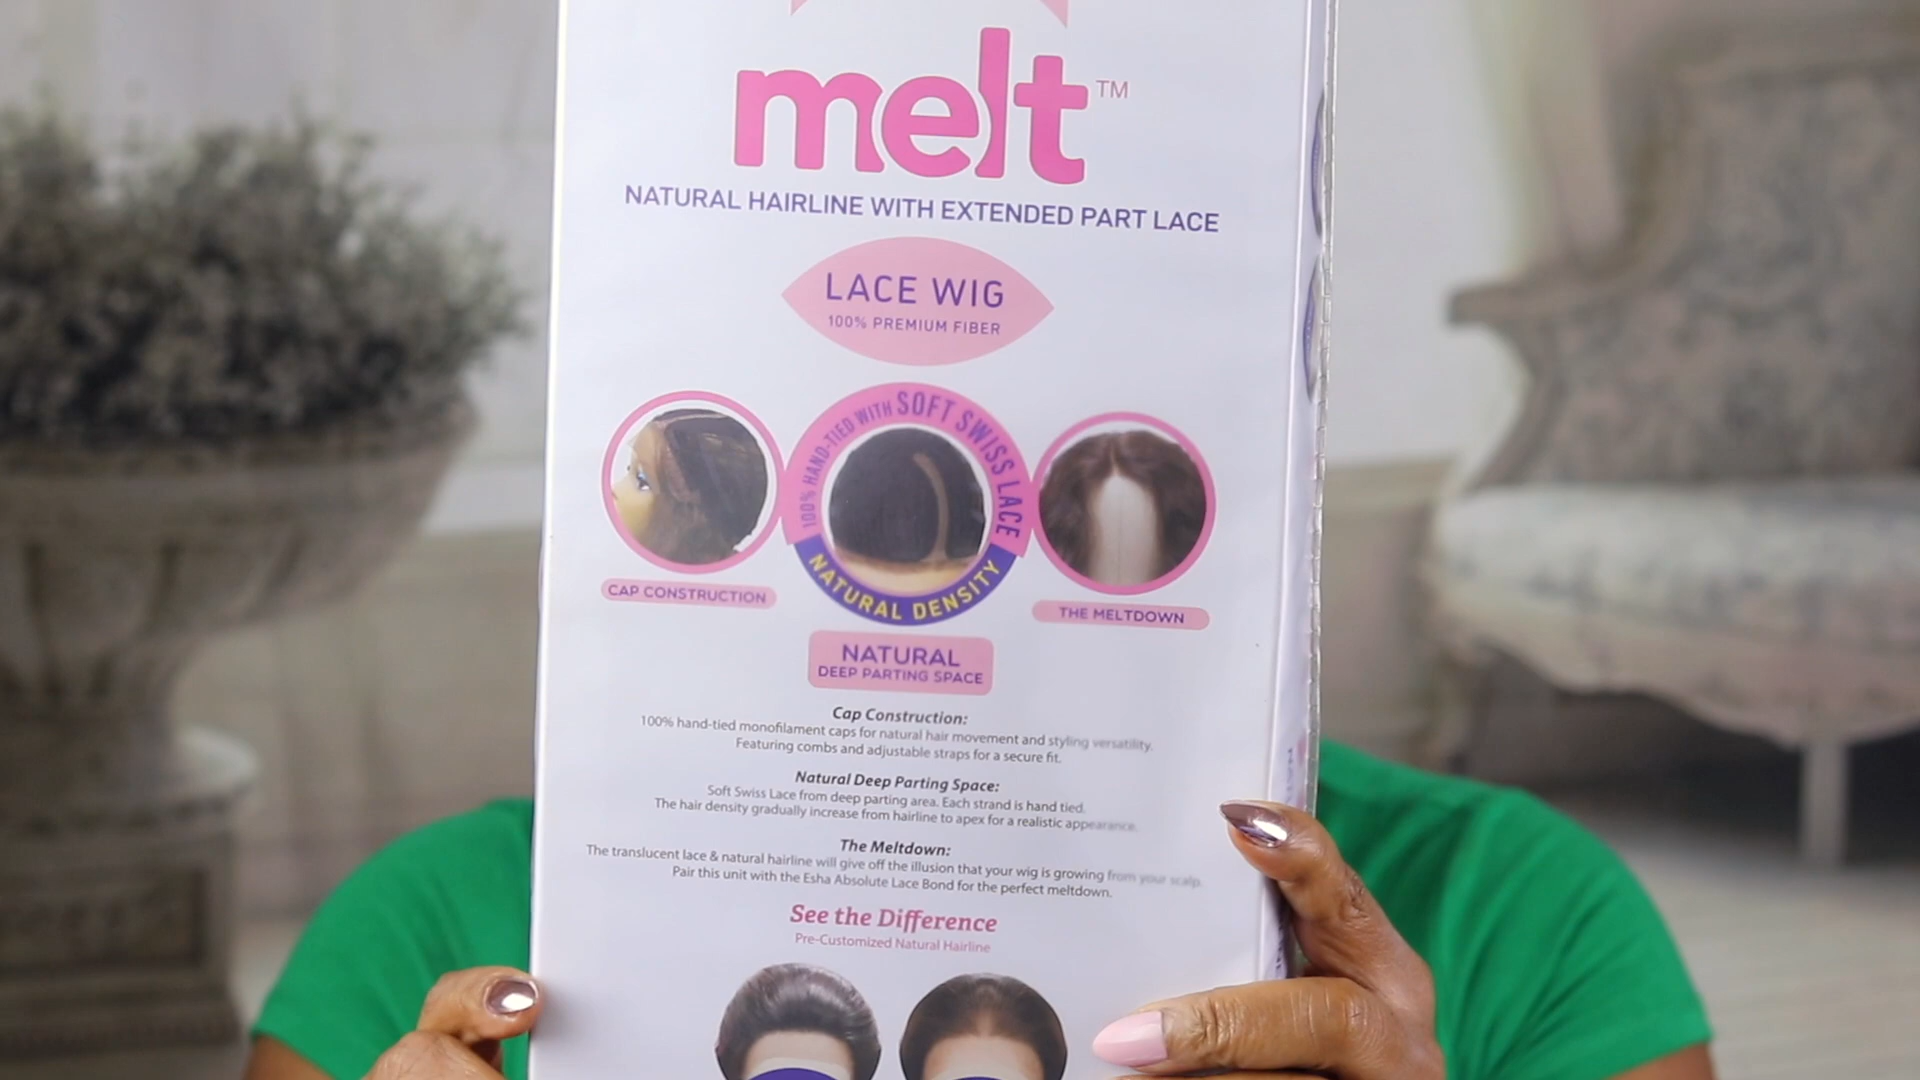 melt™
NATURAL HAIRLINE WITH EXTENDED PART LACE
LACE WIG
100% PREMIUM FIBER
100% HAND-TIED WITH SOFT SWISS LACE
NATURAL DENSITY
CAP CONSTRUCTION
THE MELTDOWN
NATURAL
DEEP PARTING SPACE
Cap Construction:
100% hand-tied monofilament caps for natural hair movement and styling versatility.
Featuring combs and adjustable straps for a secure fit.
Natural Deep Parting Space:
Soft Swiss Lace from deep parting area. Each strand is hand tied.
The hair density gradually increase from hairline to apex for a realistic appearance.
The Meltdown:
The translucent lace & natural hairline will give off the illusion that your wig is growing from your scalp.
Pair this unit with the Esha Absolute Lace Bond for the perfect meltdown.
See the Difference
Pre-Customized Natural Hairline